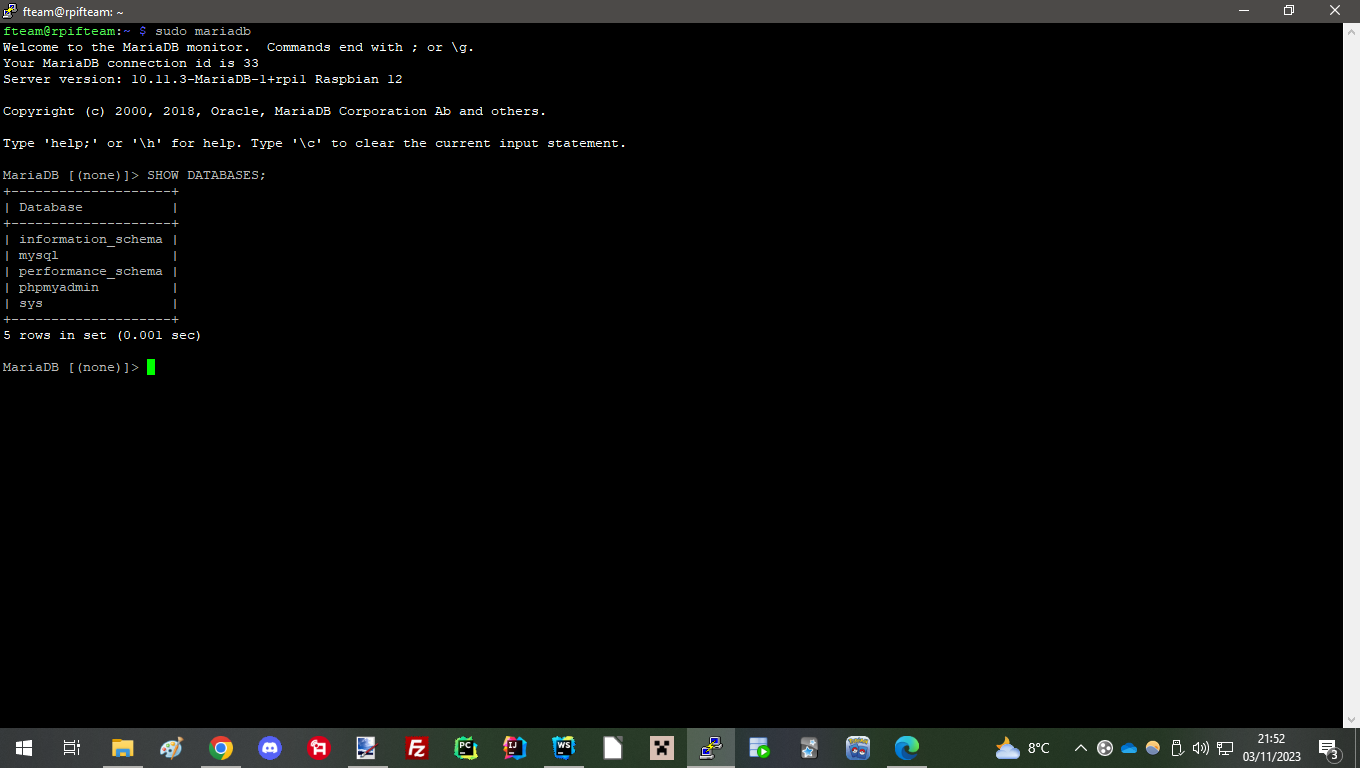 fteam@rpifteam: ~
fteam@rpifteam:~ $ sudo mariadb
Welcome to the MariaDB monitor.  Commands end with ; or \g.
Your MariaDB connection id is 33
Server version: 10.11.3-MariaDB-1+rpi1 Raspbian 12
Copyright (c) 2000, 2018, Oracle, MariaDB Corporation Ab and others.
Type 'help;' or '\h' for help. Type '\c' to clear the current input statement.
MariaDB [(none)]> SHOW DATABASES;
+--------------------+
| Database           |
+--------------------+
| information_schema |
| mysql              |
| performance_schema |
| phpmyadmin         |
| sys                |
+--------------------+
5 rows in set (0.001 sec)
MariaDB [(none)]>
FZ
PC
IJ
WS
8°C
21:52
03/11/2023
3